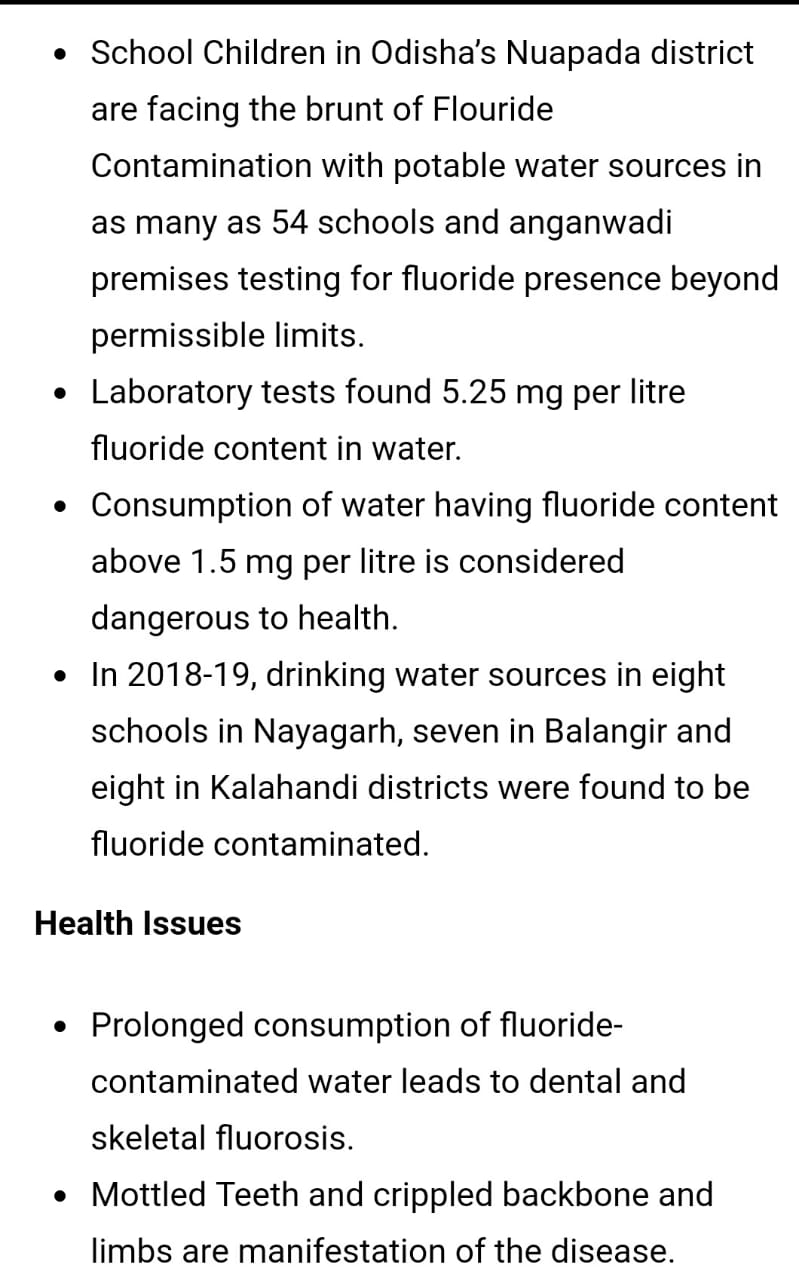 • School Children in Odisha’s Nuapada district
are facing the brunt of Flouride
Contamination with potable water sources in
as many as 54 schools and anganwadi
premises testing for fluoride presence beyond
permissible limits.
• Laboratory tests found 5.25 mg per litre
fluoride content in water.
• Consumption of water having fluoride content
above 1.5 mg per litre is considered
dangerous to health.
• In 2018-19, drinking water sources in eight
schools in Nayagarh, seven in Balangir and
eight in Kalahandi districts were found to be
fluoride contaminated.
Health Issues
• Prolonged consumption of fluoride-
contaminated water leads to dental and
skeletal fluorosis.
• Mottled Teeth and crippled backbone and
limbs are manifestation of the disease.